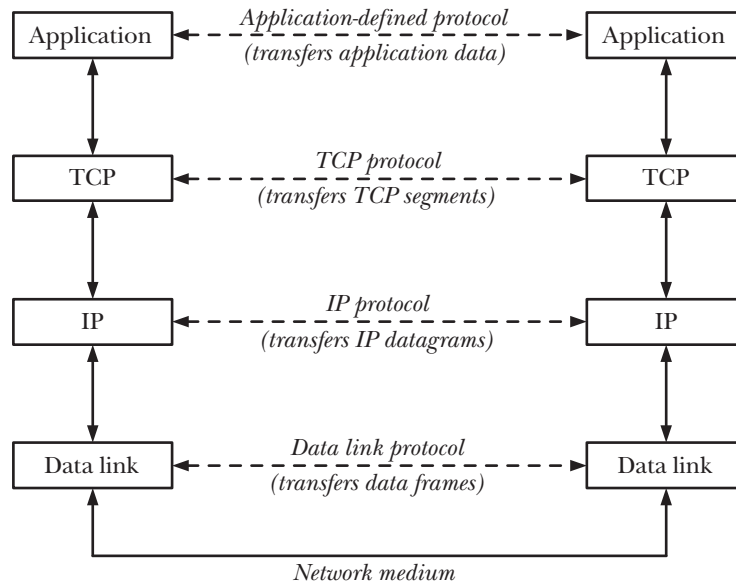 Application-defined protocol
Application
Application
(transfers application data)
TCP protocol
TCP
TCP
(transfers TCP segments)
IP protocol
IP
IP
(transfers IP datagrams)
Data link protocol
Data link
Data link
(transfers data frames)
Network medium